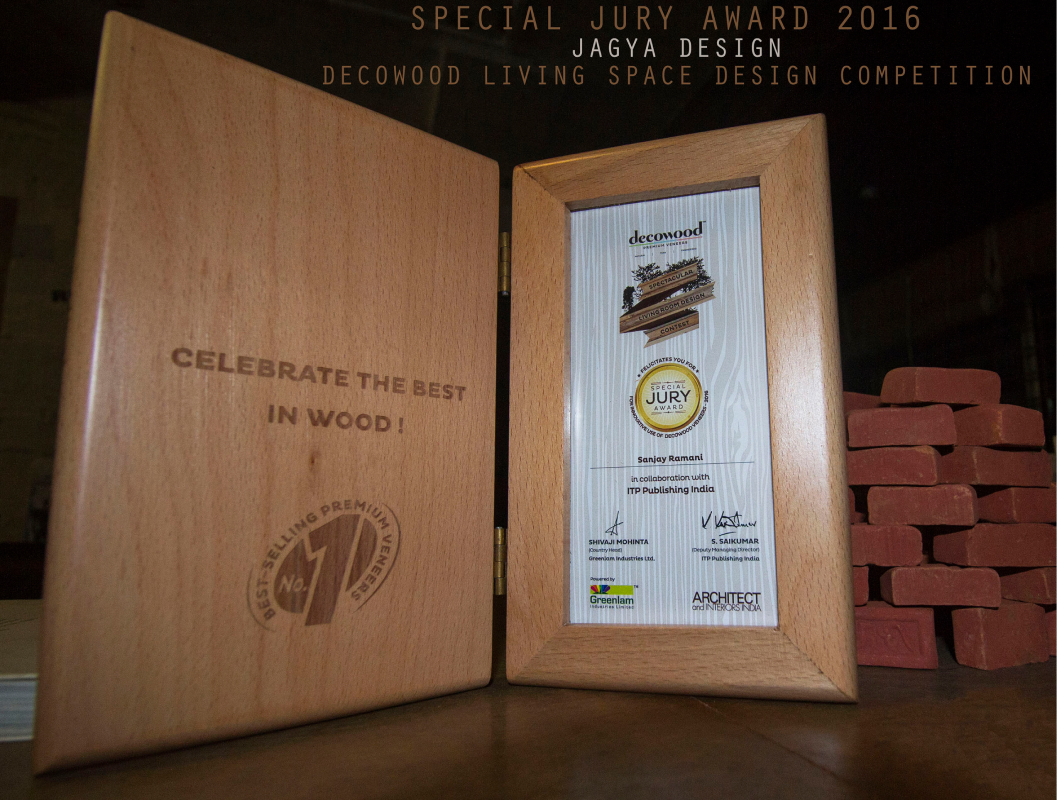 SPECIAL JURY AWARD 2016
JAGYA DESIGN
DECOWOOD LIVING SPACE DESIGN COMPETITION
CELEBRATE THE BEST
IN WOOD !
BEST-SELLING PREMIUM VENEERS
No. 1
decowood™
PREMIUM VENEERS
SPECTACULAR
LIVING ROOM DESIGN
CONTEST
FELICITATES YOU FOR
SPECIAL
JURY
AWARD
FOR INNOVATIVE USE OF DECOWOOD VENEERS - 2016
Sanjay Ramani
in collaboration with
ITP Publishing India
SHIVAJI MOHINTA
(Country Head)
Greenlam Industries Ltd.
S. SAIKUMAR
(Deputy Managing Director)
ITP Publishing India
Powered by
Greenlam™
Industries Limited
ARCHITECT
and INTERIORS INDIA